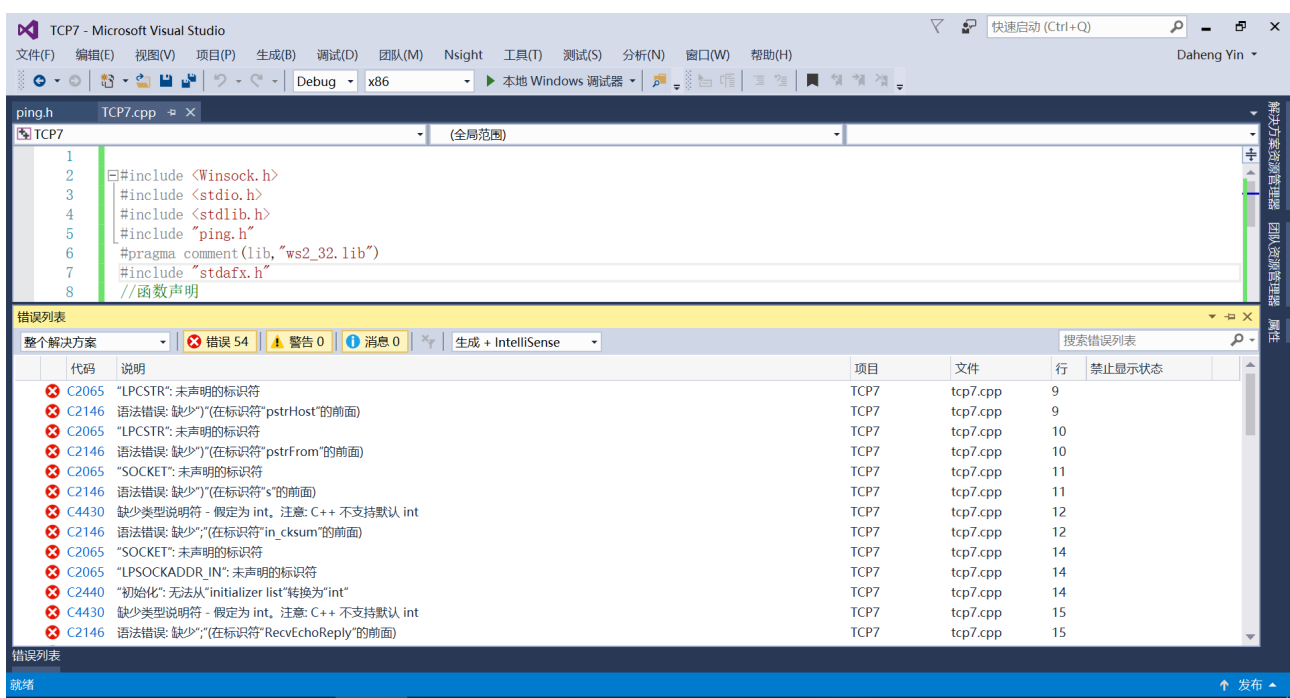 TCP7 - Microsoft Visual Studio
快速启动 (Ctrl+Q)
文件(F) 编辑(E) 视图(V) 项目(P) 生成(B) 调试(D) 团队(M) Nsight 工具(T) 测试(S) 分析(N) 窗口(W) 帮助(H) Daheng Yin
Debug x86 本地 Windows 调试器
ping.h TCP7.cpp
TCP7 (全局范围)
1
2 #include <Winsock.h>
3 #include <stdio.h>
4 #include <stdlib.h>
5 #include "ping.h"
6 #pragma comment(lib,"ws2_32.lib")
7 #include "stdafx.h"
8 //函数声明
解决方案资源管理器
团队资源管理器
属性
错误列表
整个解决方案 错误 54 警告 0 消息 0 生成 + IntelliSense 搜索错误列表
代码 说明 项目 文件 行 禁止显示状态
C2065 “LPCSTR”: 未声明的标识符 TCP7 tcp7.cpp 9
C2146 语法错误: 缺少“)”(在标识符“pstrHost”的前面) TCP7 tcp7.cpp 9
C2065 “LPCSTR”: 未声明的标识符 TCP7 tcp7.cpp 10
C2146 语法错误: 缺少“)”(在标识符“pstrFrom”的前面) TCP7 tcp7.cpp 10
C2065 “SOCKET”: 未声明的标识符 TCP7 tcp7.cpp 11
C2146 语法错误: 缺少“)”(在标识符“s”的前面) TCP7 tcp7.cpp 11
C4430 缺少类型说明符 - 假定为 int。注意: C++ 不支持默认 int TCP7 tcp7.cpp 12
C2146 语法错误: 缺少“;”(在标识符“in_cksum”的前面) TCP7 tcp7.cpp 12
C2065 “SOCKET”: 未声明的标识符 TCP7 tcp7.cpp 14
C2065 “LPSOCKADDR_IN”: 未声明的标识符 TCP7 tcp7.cpp 14
C2440 “初始化”: 无法从“initializer list”转换为“int” TCP7 tcp7.cpp 14
C4430 缺少类型说明符 - 假定为 int。注意: C++ 不支持默认 int TCP7 tcp7.cpp 15
C2146 语法错误: 缺少“;”(在标识符“RecvEchoReply”的前面) TCP7 tcp7.cpp 15
错误列表
就绪 发布